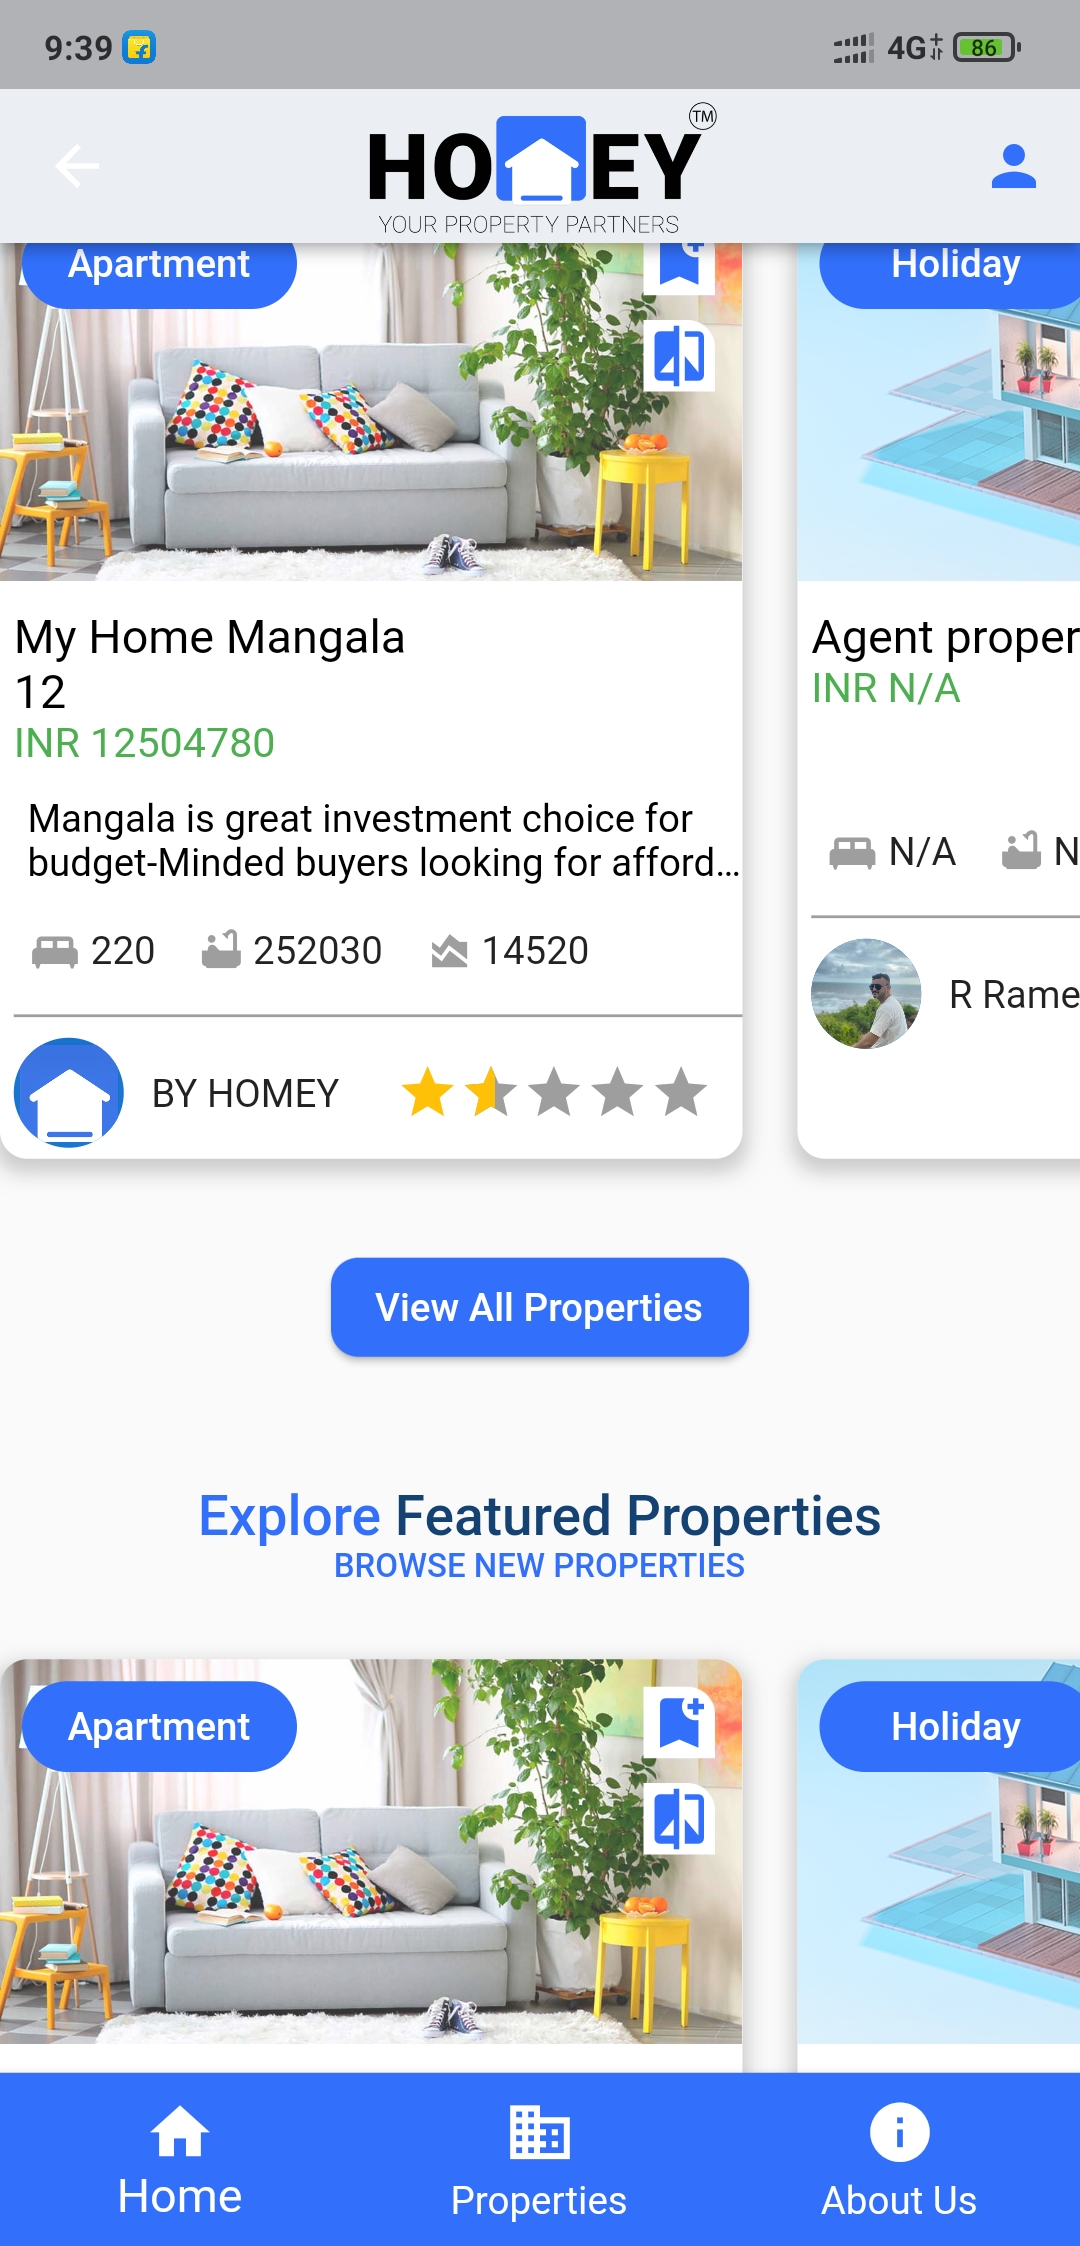 9:39
4G
86
HOMEY
TM
YOUR PROPERTY PARTNERS
Apartment
Holiday
My Home Mangala
12
INR 12504780
Mangala is great investment choice for
budget-Minded buyers looking for afford...
220
252030
14520
BY HOMEY
Agent proper
INR N/A
N/A
N
R Rame
View All Properties
Explore Featured Properties
BROWSE NEW PROPERTIES
Apartment
Holiday
Home
Properties
About Us